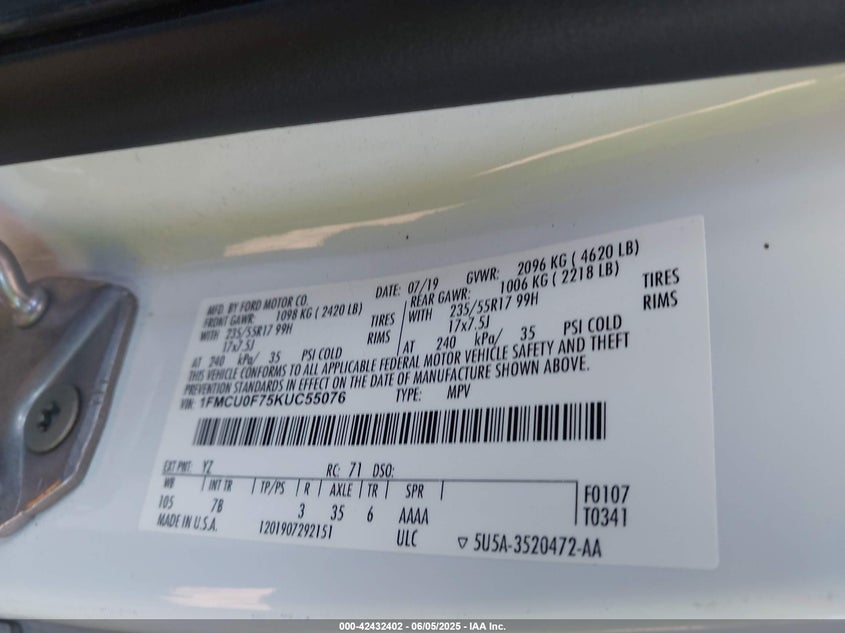 MFD. BY FORD MOTOR CO. DATE: 07/19 GVWR: 2096 KG ( 4620 LB)
FRONT GAWR: 1098 KG ( 2420 LB) REAR GAWR: 1006 KG ( 2218 LB)
WITH 235/55R17 99H TIRES WITH 235/55R17 99H TIRES
17x7.5J RIMS 17x7.5J RIMS
AT 240 kPa/ 35 PSI COLD AT 240 kPa/ 35 PSI COLD
THIS VEHICLE CONFORMS TO ALL APPLICABLE FEDERAL MOTOR VEHICLE SAFETY AND THEFT
PREVENTION STANDARDS IN EFFECT ON THE DATE OF MANUFACTURE SHOWN ABOVE.
VIN: 1FMCU0F75KUC55076 TYPE: MPV
EXT PNT: YZ RC: 71 DSO:
WB INT TR TP/PS R AXLE TR SPR F0107
105 7B 3 35 6 AAAA T0341
MADE IN U.S.A. 1201907292151 ULC ▽ 5U5A-3520472-AA
000-42432402 - 06/05/2025 - IAA Inc.